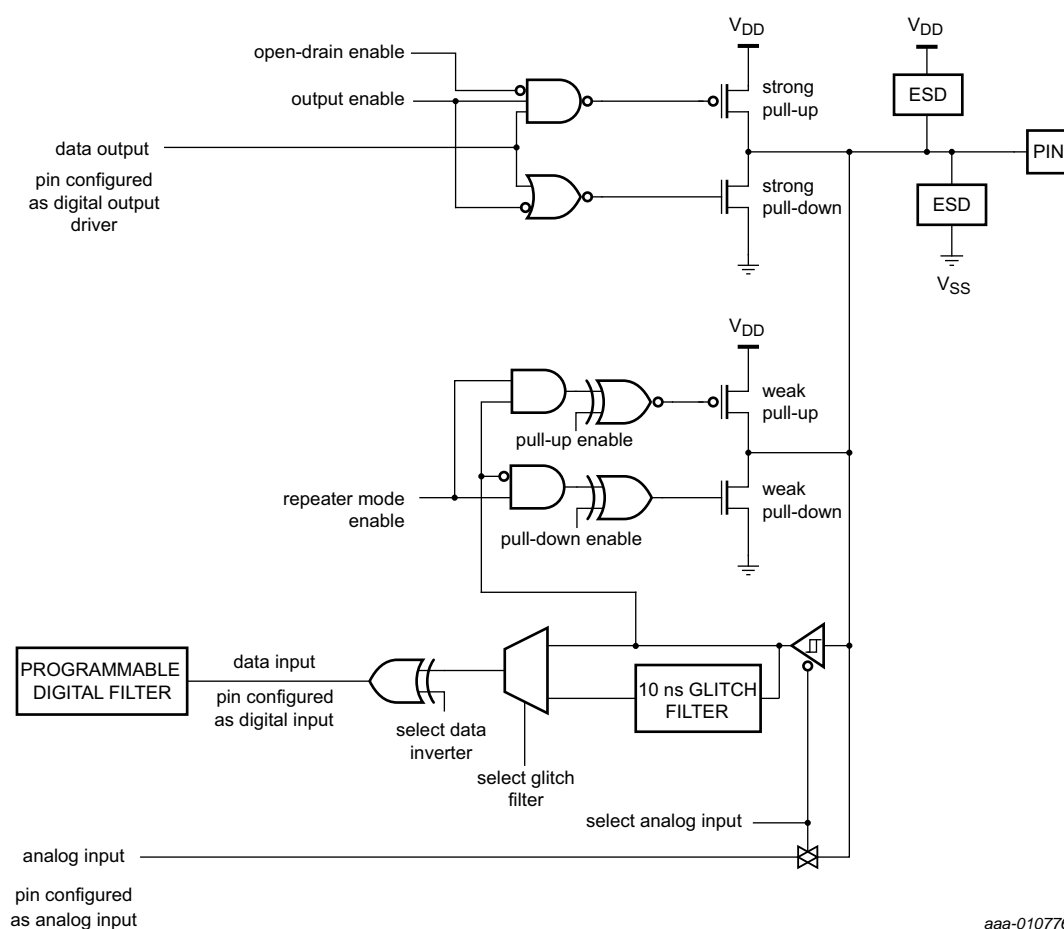 VDD
VDD
open-drain enable
strong
pull-up
ESD
output enable
data output
PIN
pin configured
as digital output
driver
strong
pull-down
ESD
VSS
VDD
weak
pull-up
pull-up enable
repeater mode
enable
weak
pull-down
pull-down enable
PROGRAMMABLE
DIGITAL FILTER
data input
pin configured
as digital input
10 ns GLITCH
FILTER
select data
inverter
select glitch
filter
select analog input
analog input
pin configured
as analog input
aaa-010776